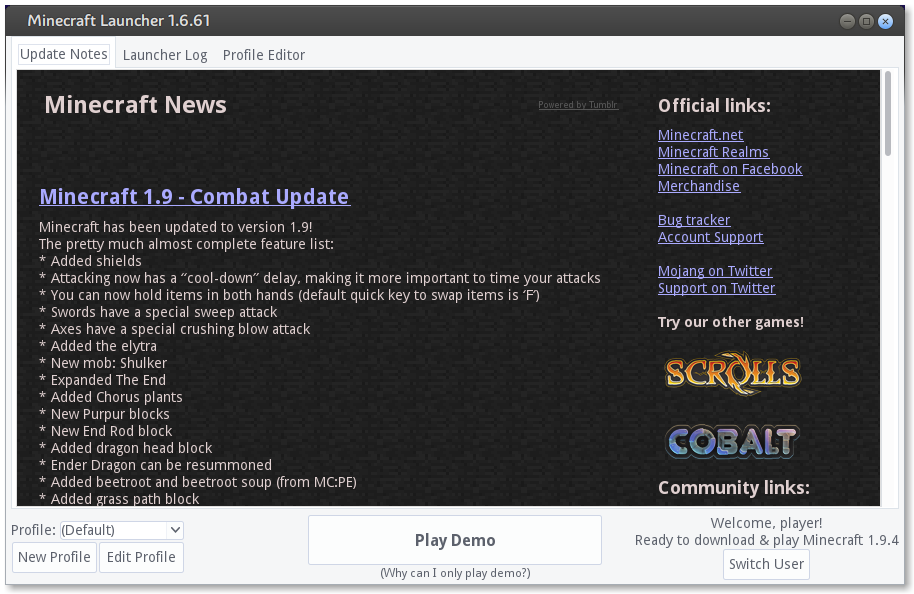 Minecraft Launcher 1.6.61
Update Notes
Launcher Log
Profile Editor
Minecraft News
Powered by Tumblr
Minecraft 1.9 - Combat Update
Minecraft has been updated to version 1.9!
The pretty much almost complete feature list:
* Added shields
* Attacking now has a “cool-down” delay, making it more important to time your attacks
* You can now hold items in both hands (default quick key to swap items is ‘F’)
* Swords have a special sweep attack
* Axes have a special crushing blow attack
* Added the elytra
* New mob: Shulker
* Expanded The End
* Added Chorus plants
* New Purpur blocks
* New End Rod block
* Added dragon head block
* Ender Dragon can be resummoned
* Added beetroot and beetroot soup (from MC:PE)
* Added grass path block
Official links:
Minecraft.net
Minecraft Realms
Minecraft on Facebook
Merchandise
Bug tracker
Account Support
Mojang on Twitter
Support on Twitter
Try our other games!
SCROLLS
COBALT
Community links:
Profile: (Default)
New Profile
Edit Profile
Play Demo
(Why can I only play demo?)
Welcome, player!
Ready to download & play Minecraft 1.9.4
Switch User